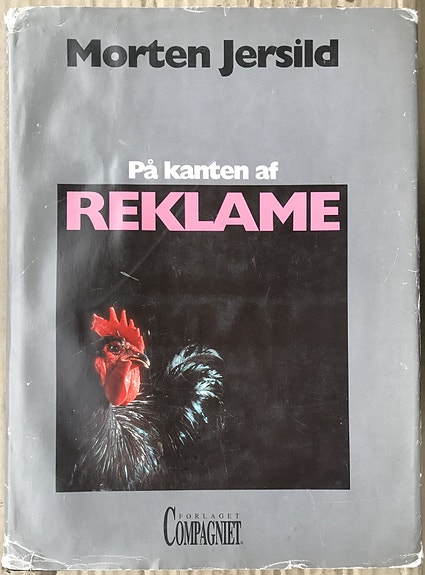 Morten Jersild
På kanten af
REKLAME
FORLAGET
COMPAGNIET